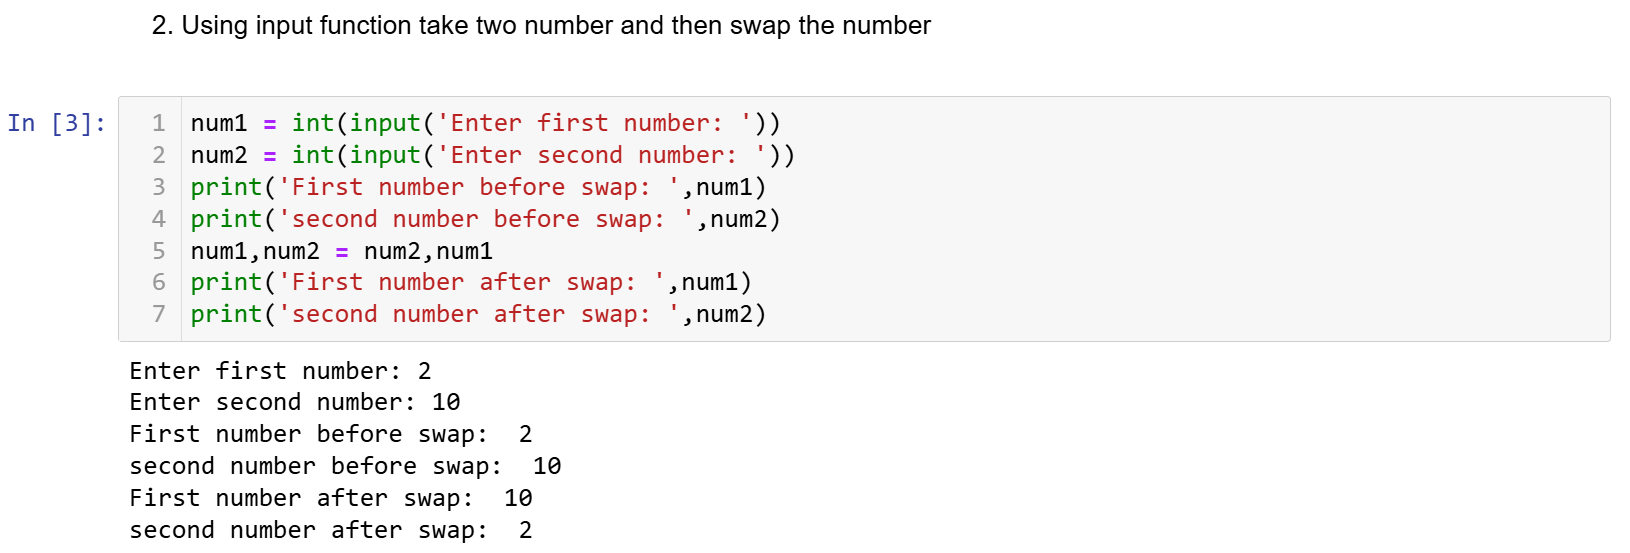 2. Using input function take two number and then swap the number
In [3]:
1 num1 = int(input('Enter first number: '))
2 num2 = int(input('Enter second number: '))
3 print('First number before swap: ',num1)
4 print('second number before swap: ',num2)
5 num1,num2 = num2,num1
6 print('First number after swap: ',num1)
7 print('second number after swap: ',num2)
Enter first number: 2
Enter second number: 10
First number before swap:  2
second number before swap:  10
First number after swap:  10
second number after swap:  2